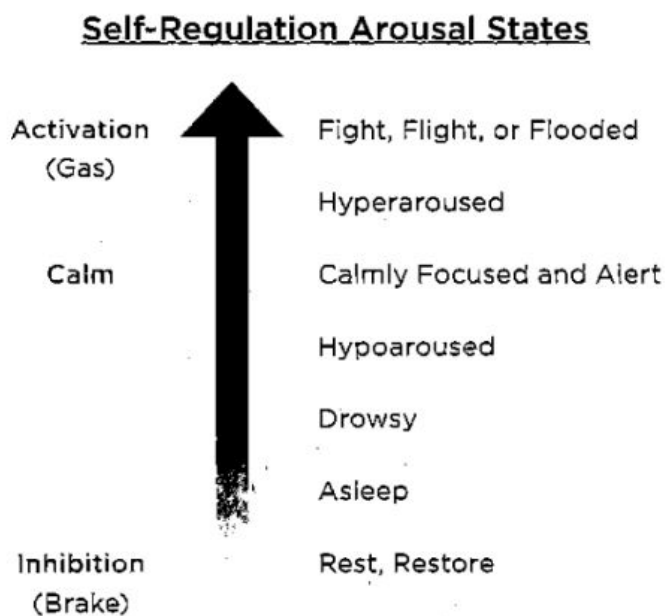 Self-Regulation Arousal States
Activation
(Gas)
Fight, Flight, or Flooded
Hyperaroused
Calm
Calmly Focused and Alert
Hypoaroused
Drowsy
Asleep
Inhibition
(Brake)
Rest, Restore